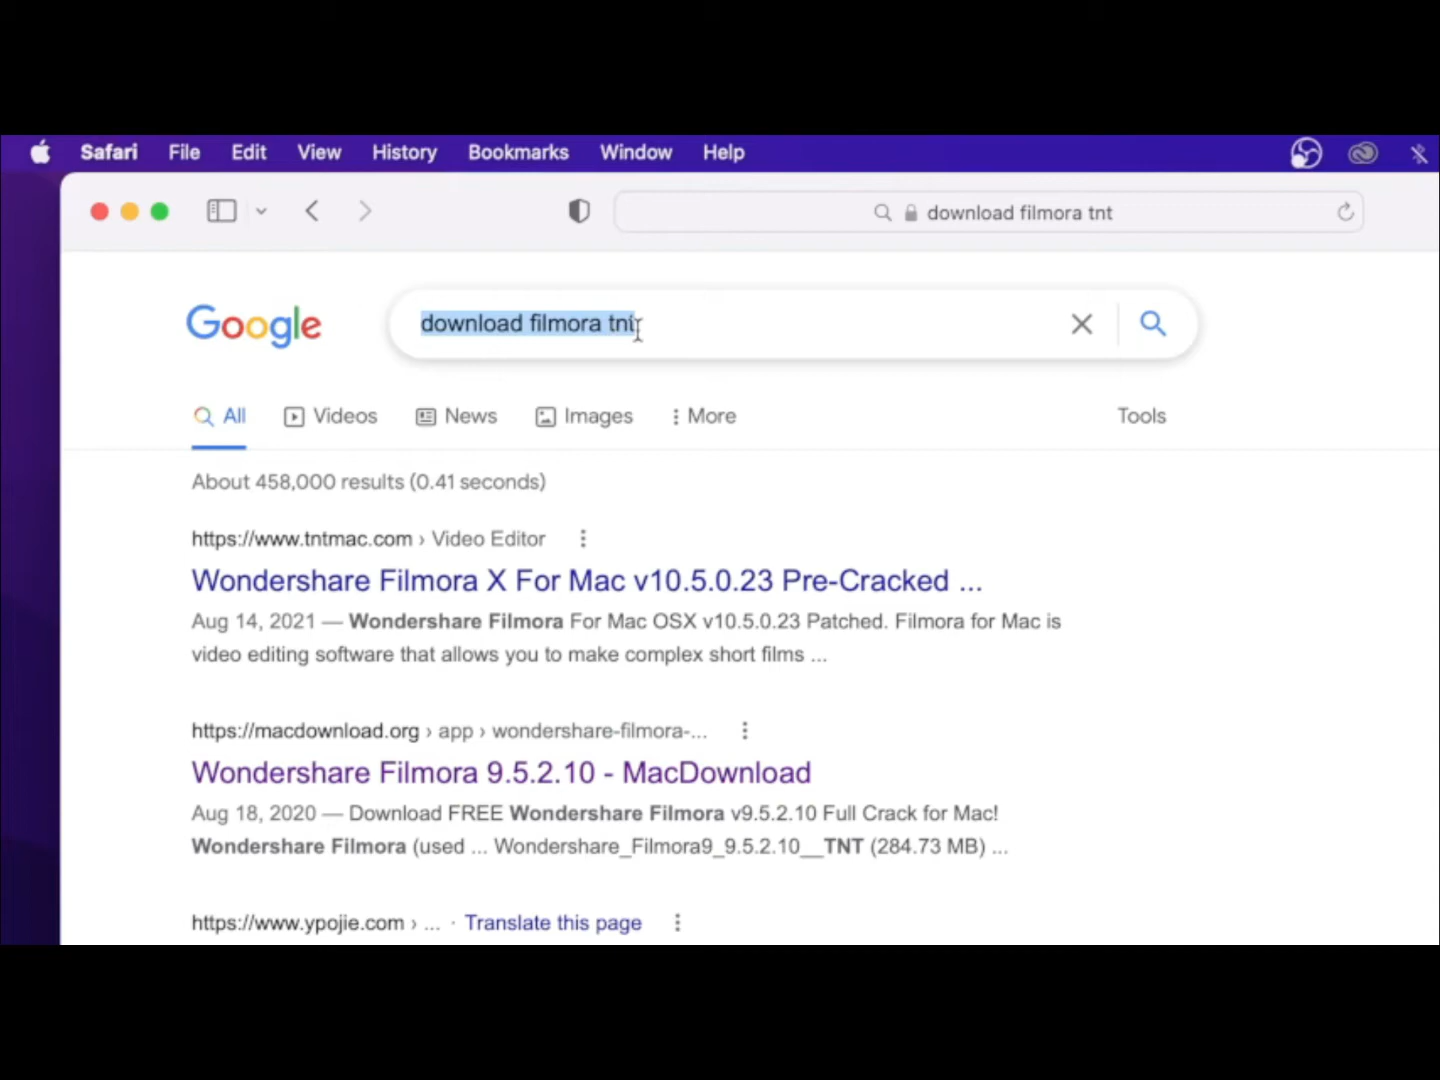 Safari File Edit View History Bookmarks Window Help
download filmora tnt
Google
download filmora tnt
All Videos News Images More Tools
About 458,000 results (0.41 seconds)
https://www.tntmac.com › Video Editor
Wondershare Filmora X For Mac v10.5.0.23 Pre-Cracked ...
Aug 14, 2021 — Wondershare Filmora For Mac OSX v10.5.0.23 Patched. Filmora for Mac is
video editing software that allows you to make complex short films ...
https://macdownload.org › app › wondershare-filmora-...
Wondershare Filmora 9.5.2.10 - MacDownload
Aug 18, 2020 — Download FREE Wondershare Filmora v9.5.2.10 Full Crack for Mac!
Wondershare Filmora (used ... Wondershare_Filmora9_9.5.2.10__TNT (284.73 MB) ...
https://www.ypojie.com › ... · Translate this page